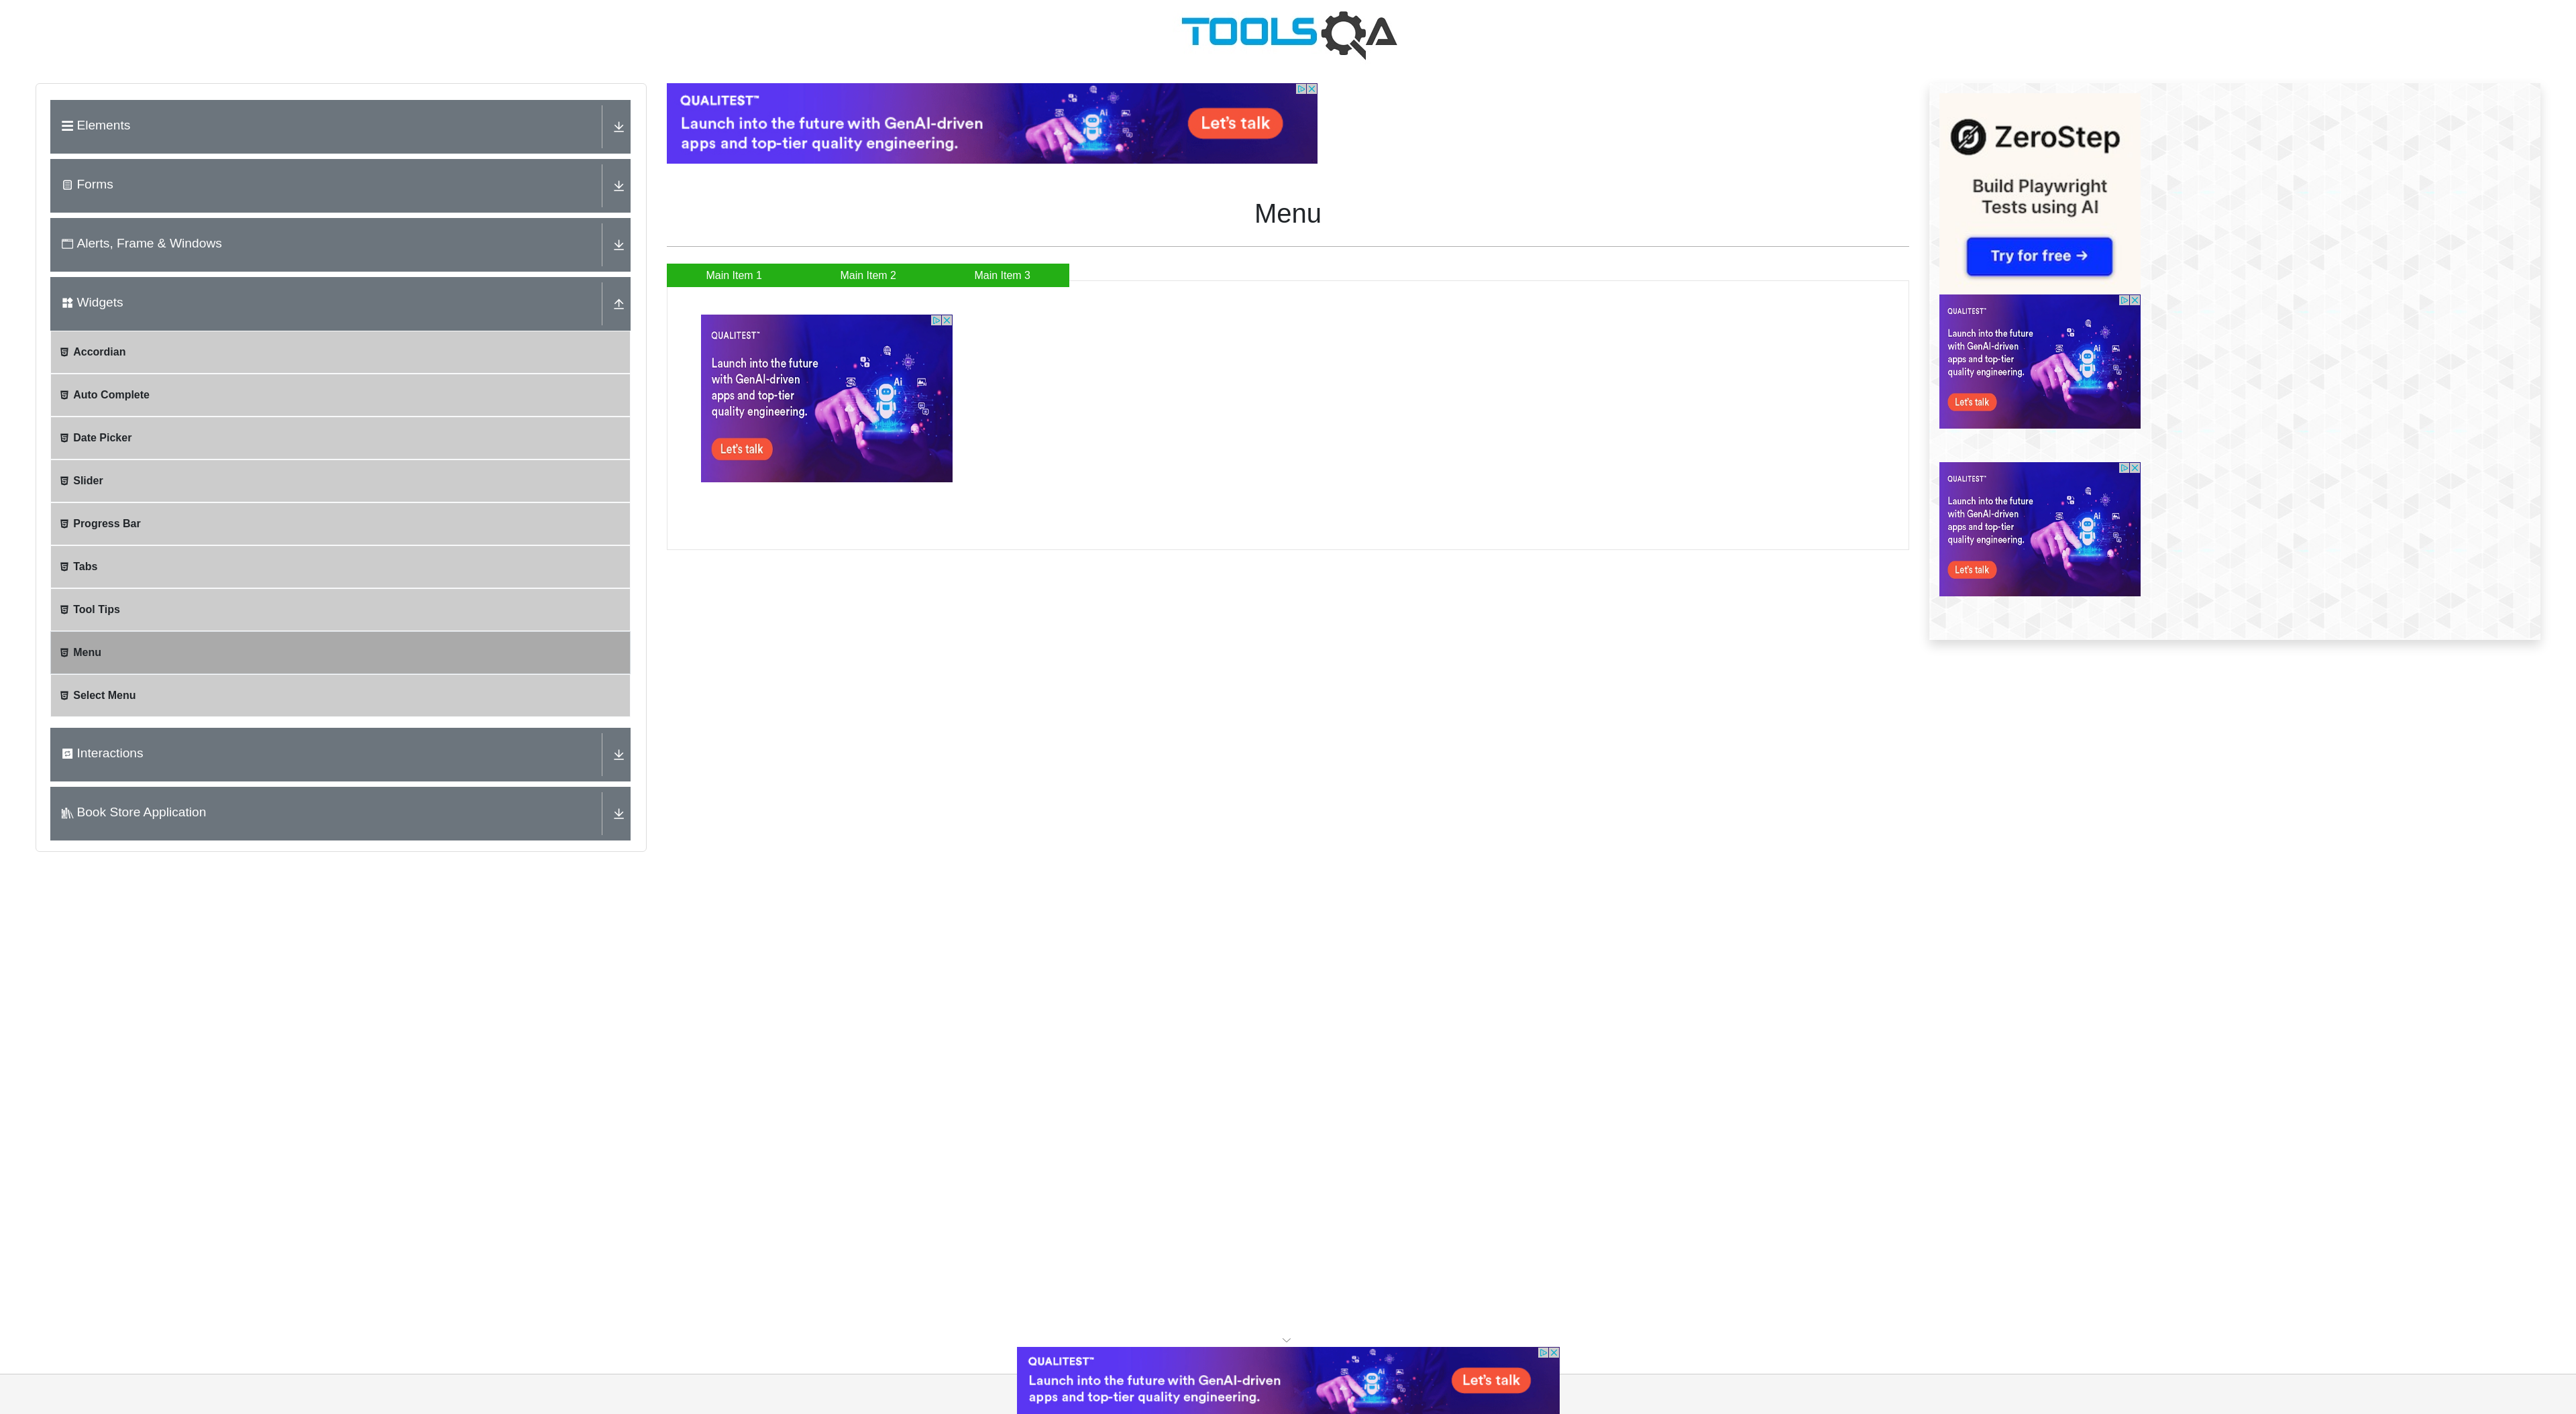 TOOLSQA
Elements
Forms
Alerts, Frame & Windows
Widgets
Accordian
Auto Complete
Date Picker
Slider
Progress Bar
Tabs
Tool Tips
Menu
Select Menu
Interactions
Book Store Application
QUALITEST™
Launch into the future with GenAI-driven
apps and top-tier quality engineering.
Let's talk
Menu
Main Item 1 Main Item 2 Main Item 3
QUALITEST™
Launch into the future
with GenAI-driven
apps and top-tier
quality engineering.
Let's talk
Ai
ZeroStep
Build Playwright
Tests using AI
Try for free →
QUALITEST™
Launch into the future
with GenAI-driven
apps and top-tier
quality engineering.
Let's talk
Ai
QUALITEST™
Launch into the future
with GenAI-driven
apps and top-tier
quality engineering.
Let's talk
Ai
QUALITEST™
Launch into the future with GenAI-driven
apps and top-tier quality engineering.
Let's talk